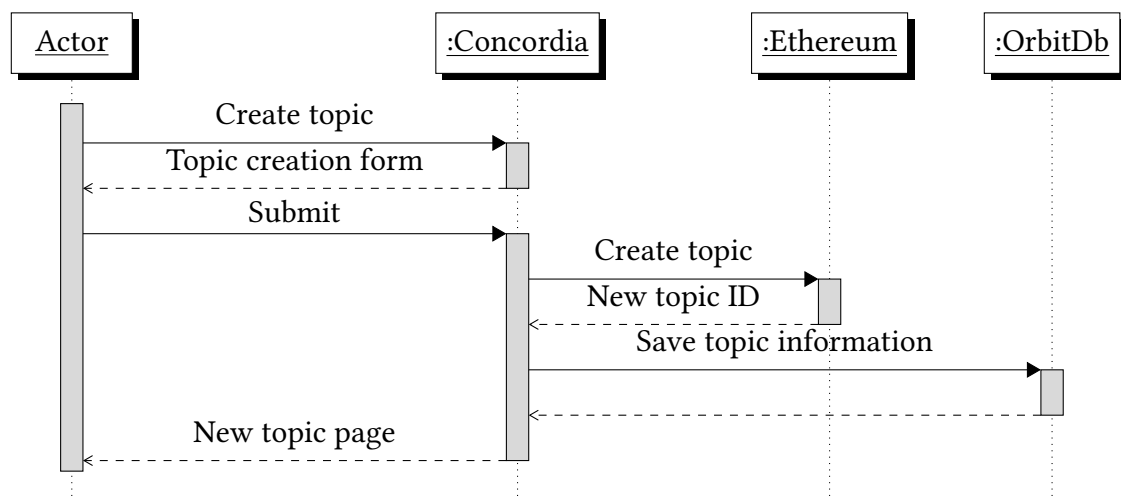 Actor
:Concordia
:Ethereum
:OrbitDb
Create topic
Topic creation form
Submit
Create topic
New topic ID
Save topic information
New topic page